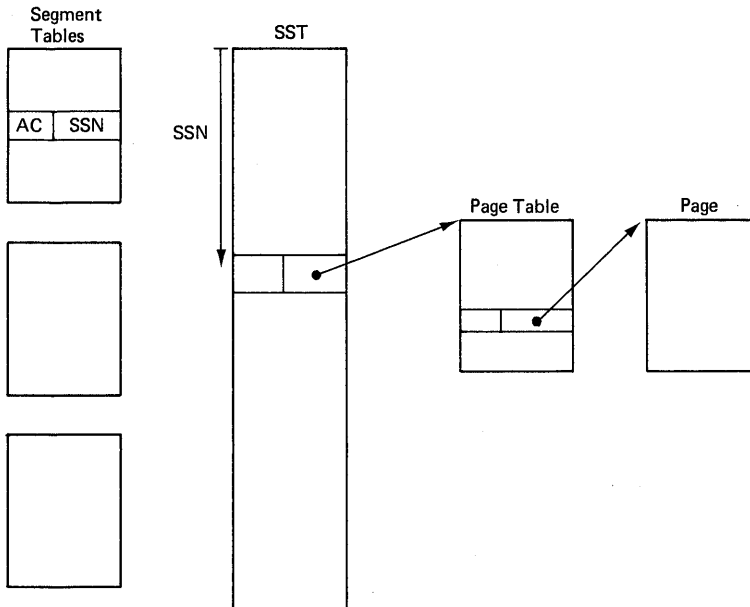 Segment
Tables
SST
AC SSN
SSN
Page Table
Page